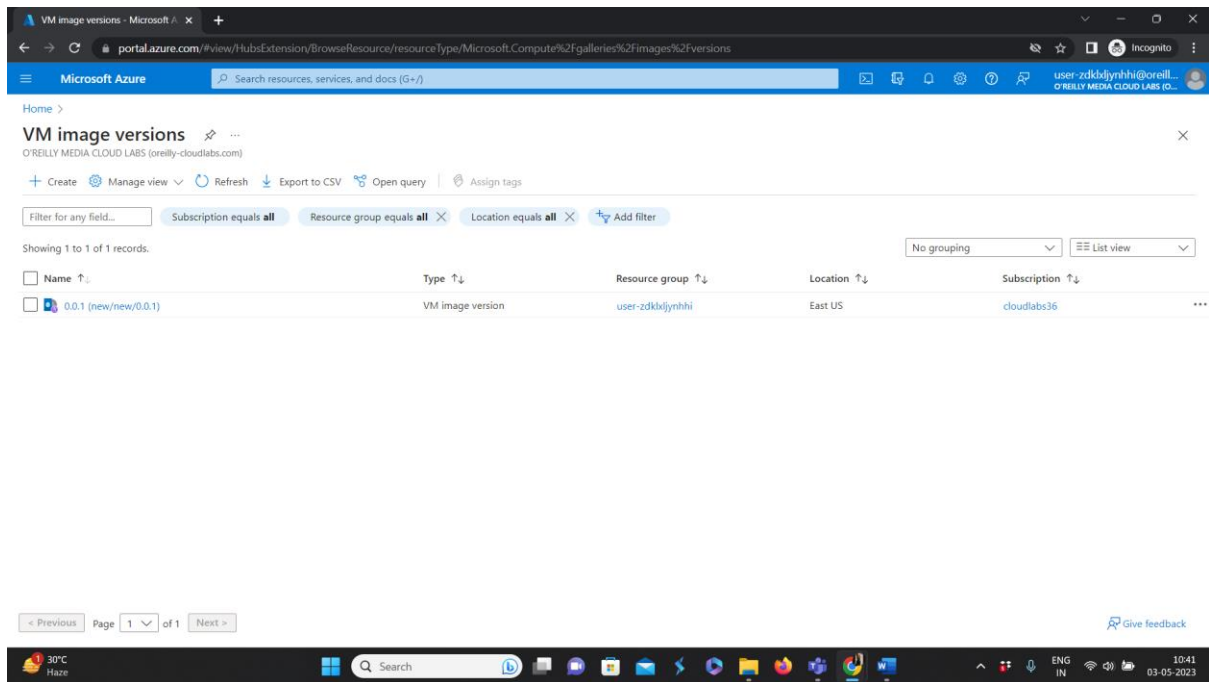 VM image versions - Microsoft A
portal.azure.com/#view/HubsExtension/BrowseResource/resourceType/Microsoft.Compute%2Fgalleries%2Fimages%2Fversions
Incognito
Microsoft Azure
Search resources, services, and docs (G+/)
user-zdklxljynhhi@oreill...
O'REILLY MEDIA CLOUD LABS (O...
Home >
VM image versions
O'REILLY MEDIA CLOUD LABS (oreilly-cloudlabs.com)
Create Manage view Refresh Export to CSV Open query Assign tags
Filter for any field... Subscription equals all Resource group equals all Location equals all Add filter
Showing 1 to 1 of 1 records.
No grouping List view
Name Type Resource group Location Subscription
0.0.1 (new/new/0.0.1) VM image version user-zdklxljynhhi East US cloudlabs36
< Previous Page 1 of 1 Next >
Give feedback
1
30°C
Haze
Search
ENG
IN
10:41
03-05-2023